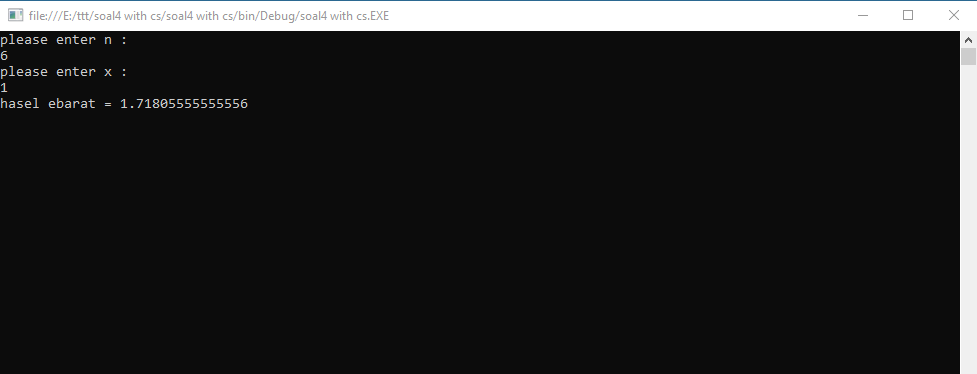 file:///E:/ttt/soal4 with cs/soal4 with cs/bin/Debug/soal4 with cs.EXE
please enter n :
6
please enter x :
1
hasel ebarat = 1.71805555555556